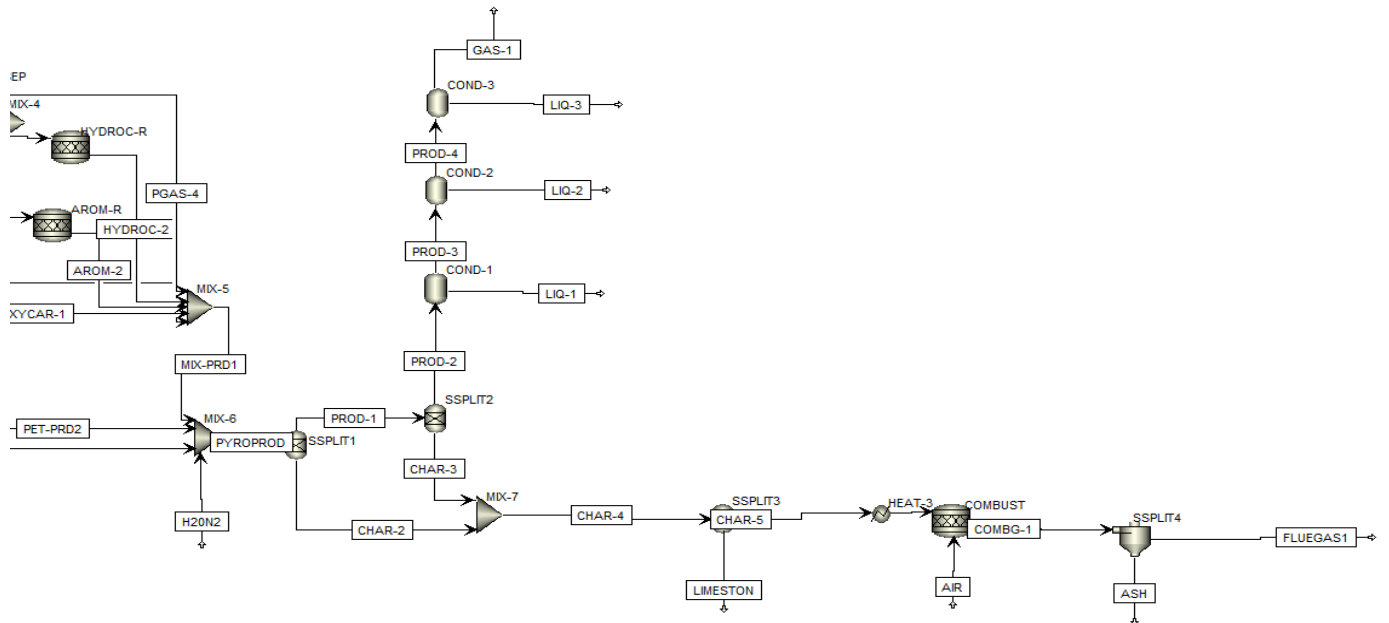 GAS-1
SEP
COND-3
MIX-4
LIQ-3
HYDROC-R
PROD-4
COND-2
PGAS-4
LIQ-2
AROM-R
HYDROC-2
PROD-3
AROM-2
COND-1
MIX-5
LIQ-1
XYCAR-1
MIX-PRD1
PROD-2
SSPLIT2
MIX-6
PROD-1
PET-PRD2
PYROPROD
SSPLIT1
CHAR-3
MIX-7
SSPLIT3
HEAT-3
COMBUST
H20N2
CHAR-2
CHAR-4
CHAR-5
COMBG-1
SSPLIT4
FLUEGAS1
LIMESTON
AIR
ASH